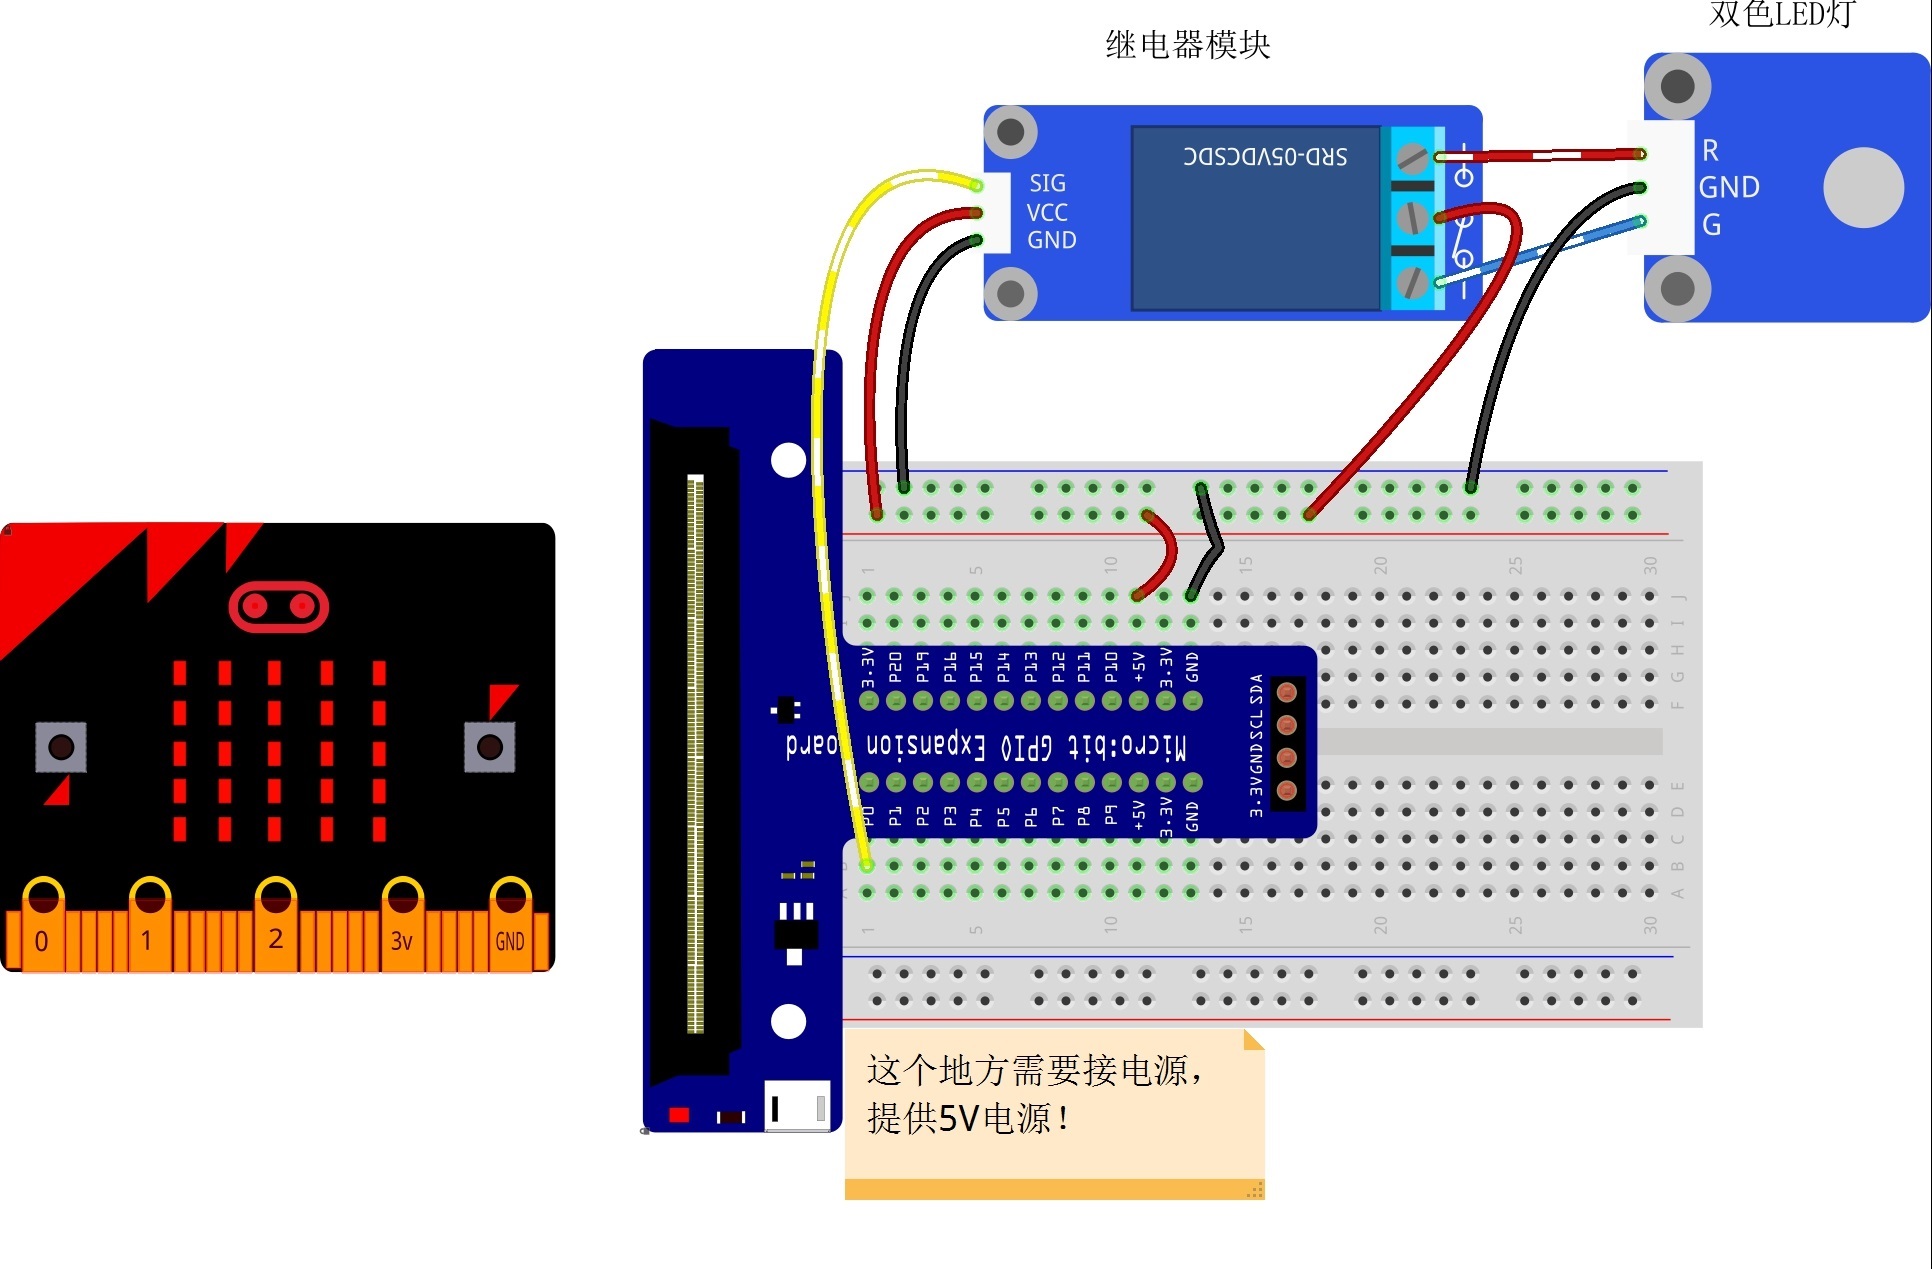 双色LED灯
继电器模块
SRD-05VDCSDC
R
GND
G
SIG
VCC
GND
1 5 10 15 20 25 30
J
I
H
G
F
3.3V P20 P19 P16 P15 P14 P13 P12 P11 P10 +5V 3.3V GND
3.3V GND SCL SDA
Micro:bit GPIO Expansion Board
P0 P1 P2 P3 P4 P5 P6 P7 P8 P9 +5V 3.3V GND
E
D
C
B
A
1 5 10 15 20 25 30
0 1 2 3v GND
这个地方需要接电源，
提供5V电源！